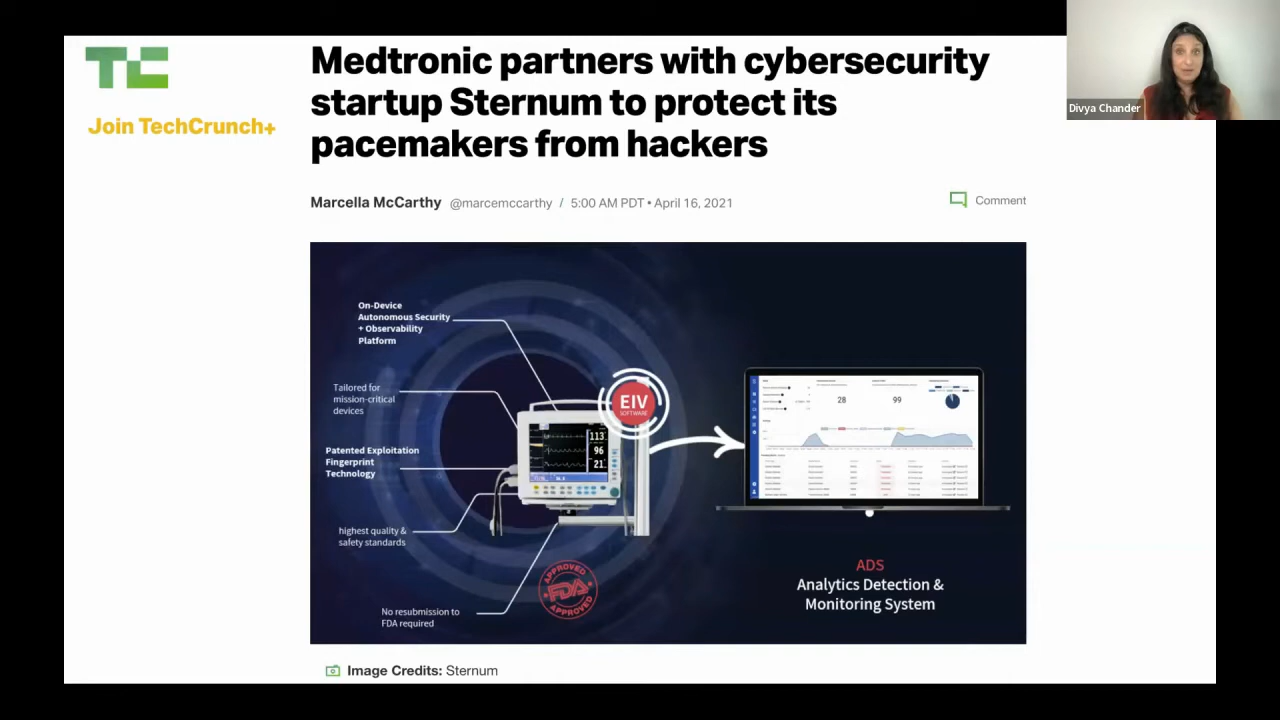 TC
Join TechCrunch+
Medtronic partners with cybersecurity
startup Sternum to protect its
pacemakers from hackers
Marcella McCarthy @marcemccarthy / 5:00 AM PDT • April 16, 2021
Comment
Divya Chander
On-Device
Autonomous Security
+ Observability
Platform
Tailored for
mission-critical
devices
Patented Exploitation
Fingerprint
Technology
highest quality &
safety standards
No resubmission to
FDA required
EIV
SOFTWARE
113
96
21
APPROVED
FDA
APPROVED
28
99
ADS
Analytics Detection &
Monitoring System
Image Credits: Sternum